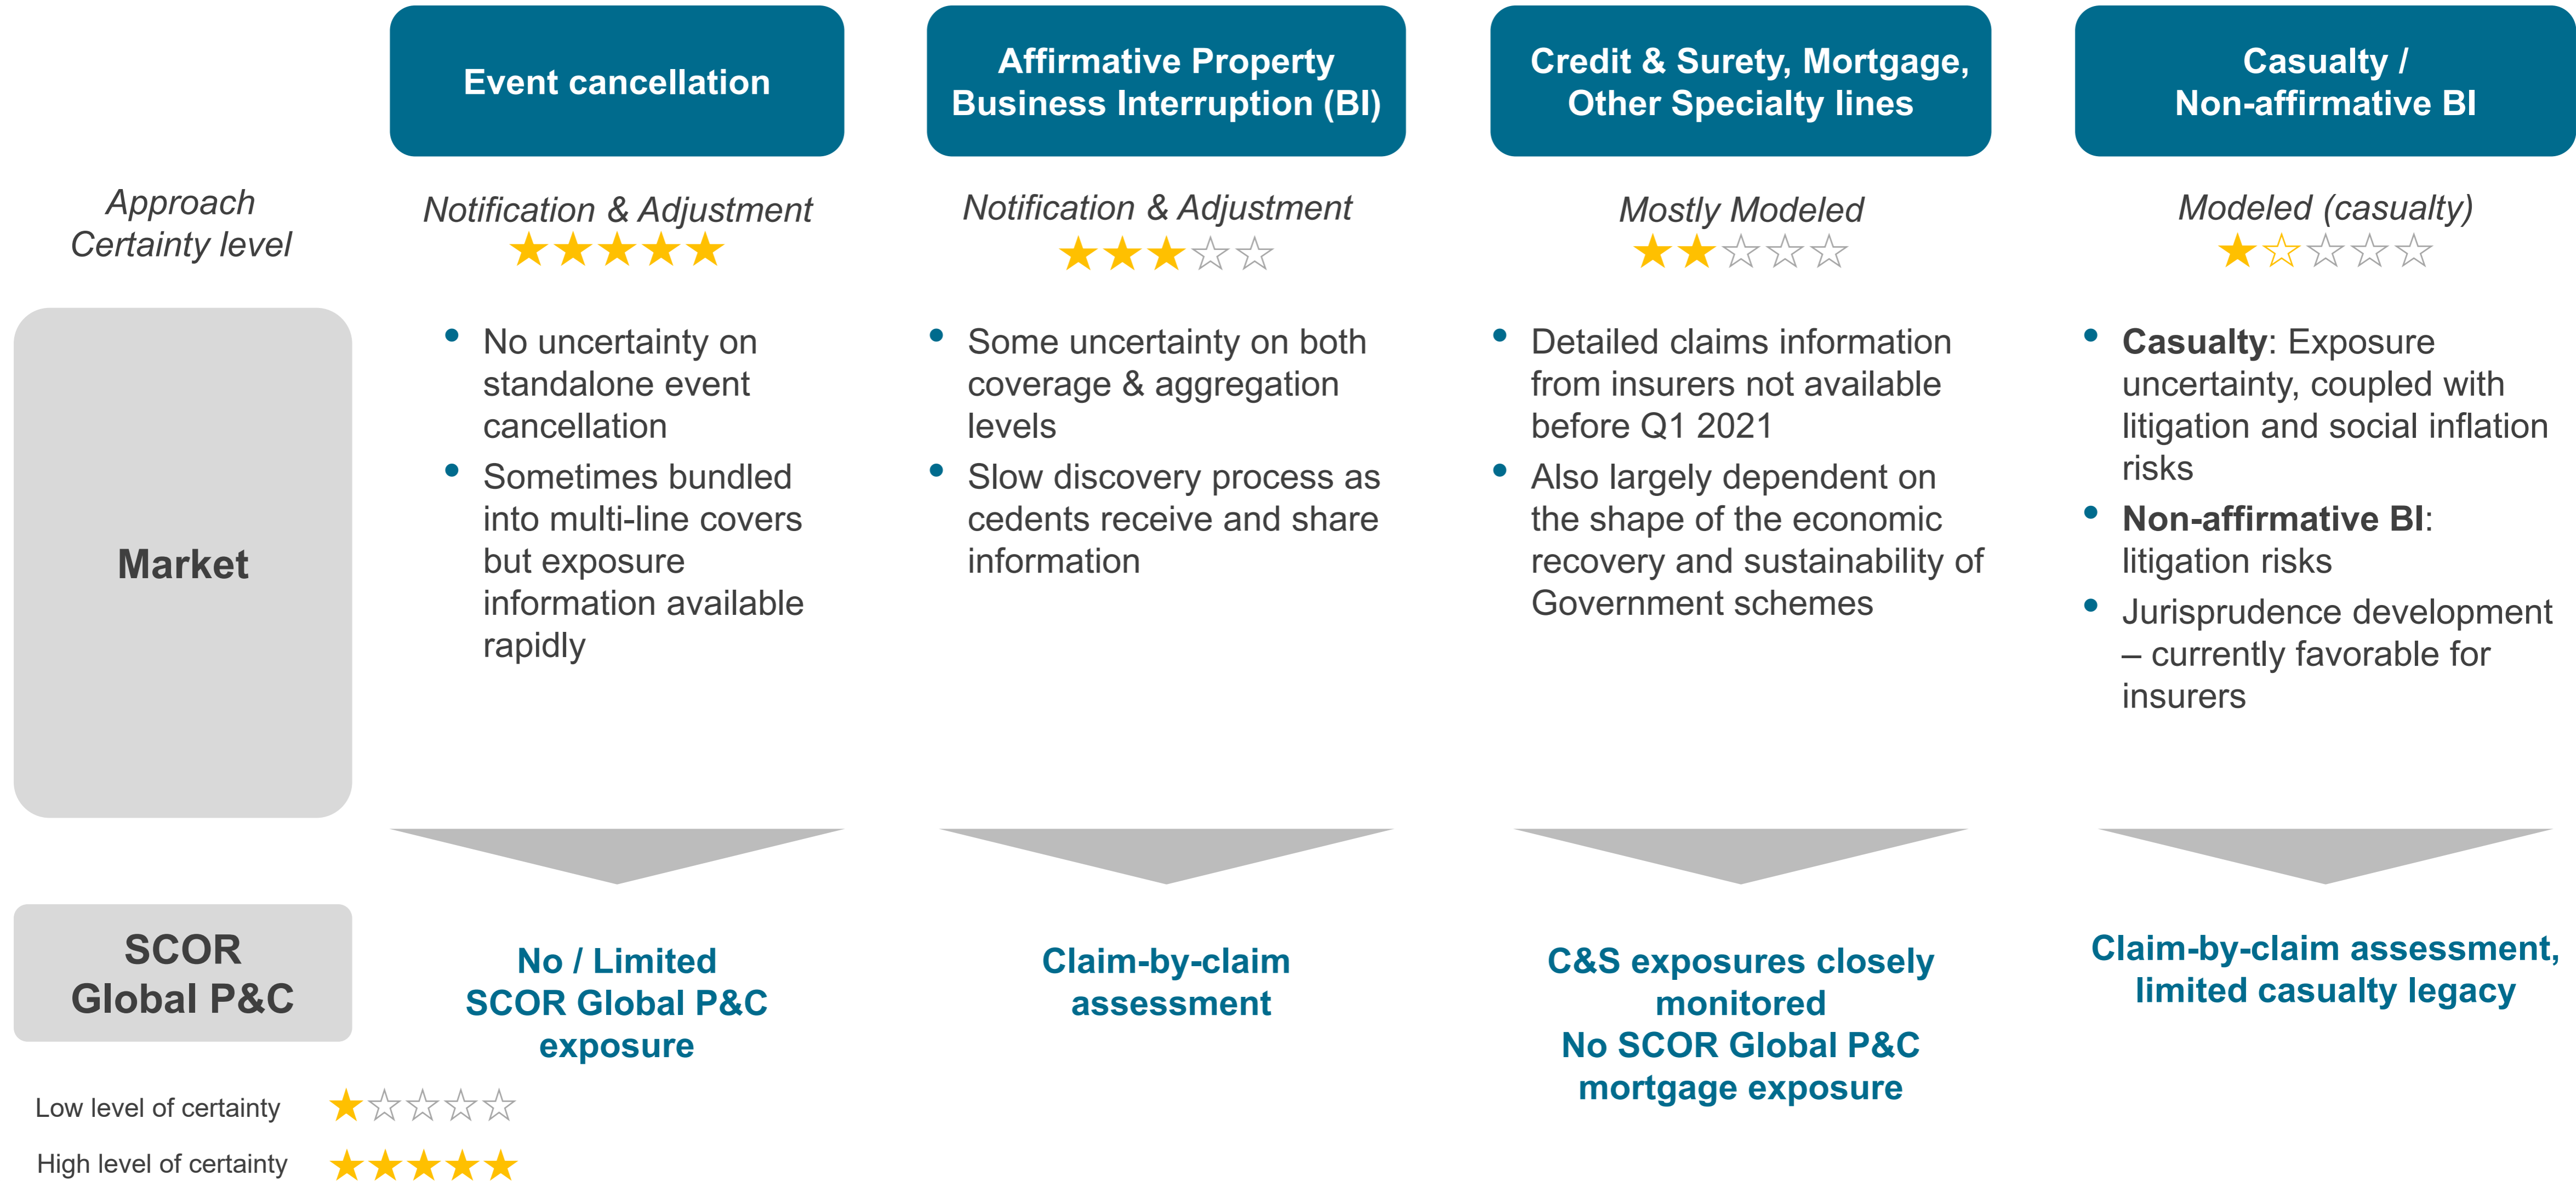 Event cancellation
Affirmative Property
Business Interruption (BI)
Credit & Surety, Mortgage,
Other Specialty lines
Casualty /
Non-affirmative BI
Approach
Certainty level
Notification & Adjustment
Notification & Adjustment
Mostly Modeled
Modeled (casualty)
Market
• No uncertainty on
standalone event
cancellation
• Sometimes bundled
into multi-line covers
but exposure
information available
rapidly
• Some uncertainty on both
coverage & aggregation
levels
• Slow discovery process as
cedents receive and share
information
• Detailed claims information
from insurers not available
before Q1 2021
• Also largely dependent on
the shape of the economic
recovery and sustainability of
Government schemes
• Casualty: Exposure
uncertainty, coupled with
litigation and social inflation
risks
• Non-affirmative BI:
litigation risks
• Jurisprudence development
– currently favorable for
insurers
SCOR
Global P&C
No / Limited
SCOR Global P&C
exposure
Claim-by-claim
assessment
C&S exposures closely
monitored
No SCOR Global P&C
mortgage exposure
Claim-by-claim assessment,
limited casualty legacy
Low level of certainty
High level of certainty